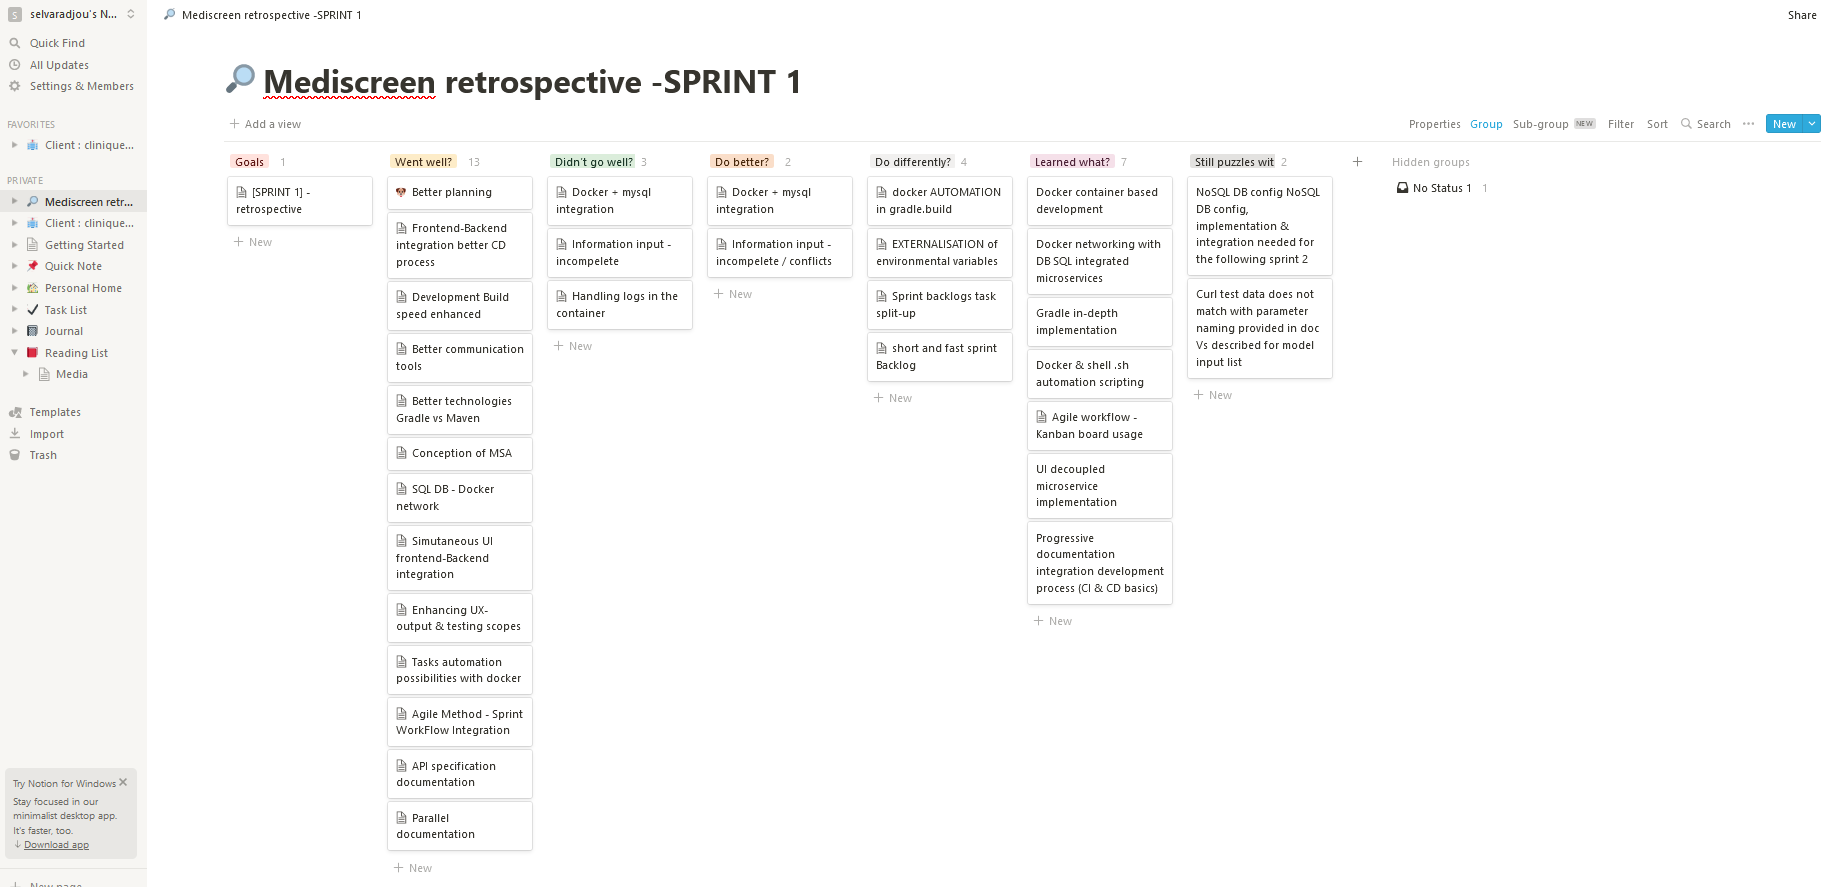 S
selvaradjou's N...
Quick Find
All Updates
Settings & Members
FAVORITES
Client : clinique...
PRIVATE
Mediscreen retr...
Client : clinique...
Getting Started
Quick Note
Personal Home
Task List
Journal
Reading List
Media
Templates
Import
Trash
Try Notion for Windows
Stay focused in our
minimalist desktop app.
It's faster, too.
Download app
New page
Mediscreen retrospective -SPRINT 1
Share
Mediscreen retrospective -SPRINT 1
Add a view
Properties
Group
Sub-group NEW
Filter
Sort
Search
New
Goals 1
[SPRINT 1] -
retrospective
New
Went well? 13
Better planning
Frontend-Backend
integration better CD
process
Development Build
speed enhanced
Better communication
tools
Better technologies
Gradle vs Maven
Conception of MSA
SQL DB - Docker
network
Simutaneous UI
frontend-Backend
integration
Enhancing UX-
output & testing scopes
Tasks automation
possibilities with docker
Agile Method - Sprint
WorkFlow Integration
API specification
documentation
Parallel
documentation
New
Didn't go well? 3
Docker + mysql
integration
Information input -
incompelete
Handling logs in the
container
New
Do better? 2
Docker + mysql
integration
Information input -
incompelete / conflicts
New
Do differently? 4
docker AUTOMATION
in gradle.build
EXTERNALISATION of
environmental variables
Sprint backlogs task
split-up
short and fast sprint
Backlog
New
Learned what? 7
Docker container based
development
Docker networking with
DB SQL integrated
microservices
Gradle in-depth
implementation
Docker & shell .sh
automation scripting
Agile workflow -
Kanban board usage
UI decoupled
microservice
implementation
Progressive
documentation
integration development
process (CI & CD basics)
New
Still puzzles wit 2
NoSQL DB config NoSQL
DB config,
implementation &
integration needed for
the following sprint 2
Curl test data does not
match with parameter
naming provided in doc
Vs described for model
input list
New
Hidden groups
No Status 1 1